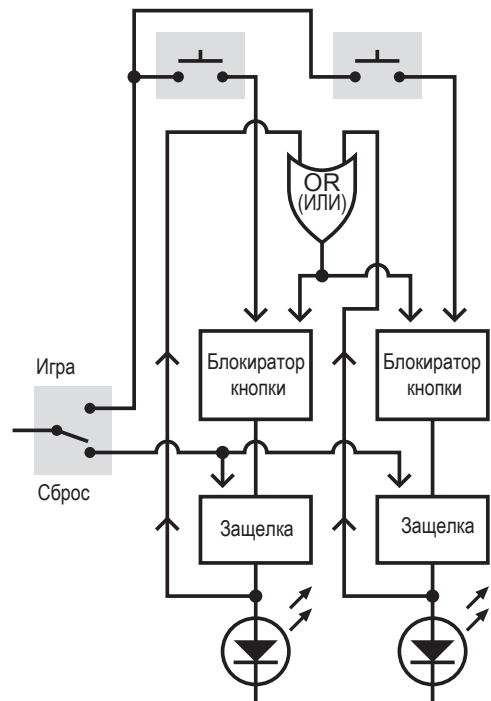 OR
(ИЛИ)
Блокиратор
кнопки
Блокиратор
кнопки
Игра
Сброс
Защелка
Защелка